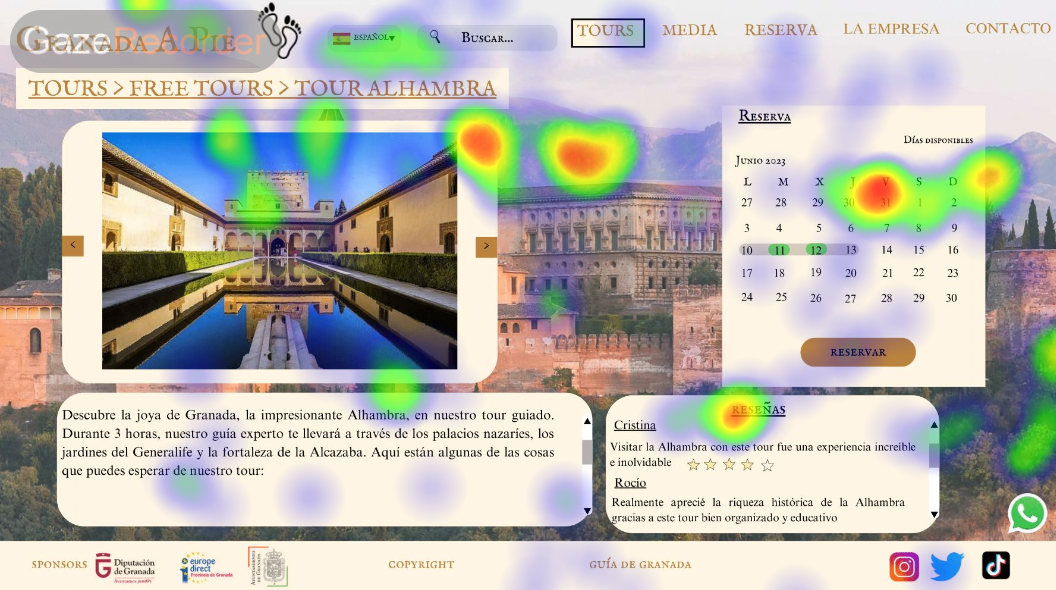 GRANADA A PIE
GazeRecorder
ESPAÑOL
BUSCAR...
TOURS
MEDIA
RESERVA
LA EMPRESA
CONTACTO
TOURS > FREE TOURS > TOUR ALHAMBRA
<
>
RESERVA
DÍAS DISPONIBLES
JUNIO 2023
L M X J V S D
27 28 29 30 31 1 2
3 4 5 6 7 8 9
10 11 12 13 14 15 16
17 18 19 20 21 22 23
24 25 26 27 28 29 30
RESERVAR
Descubre la joya de Granada, la impresionante Alhambra, en nuestro tour guiado.
Durante 3 horas, nuestro guía experto te llevará a través de los palacios nazaríes, los
jardines del Generalife y la fortaleza de la Alcazaba. Aquí están algunas de las cosas
que puedes esperar de nuestro tour:
RESEÑAS
Cristina
Visitar la Alhambra con este tour fue una experiencia increíble
e inolvidable
Rocío
Realmente aprecié la riqueza histórica de la Alhambra
gracias a este tour bien organizado y educativo
SPONSORS
Diputación
de Granada
europe
direct
Provincia de Granada
COPYRIGHT
GUÍA DE GRANADA